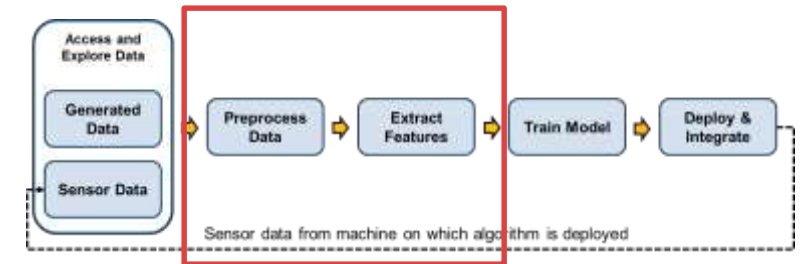 Access and
Explore Data
Generated
Data
Sensor Data
Preprocess
Data
Extract
Features
Train Model
Deploy &
Integrate
Sensor data from machine on which algorithm is deployed